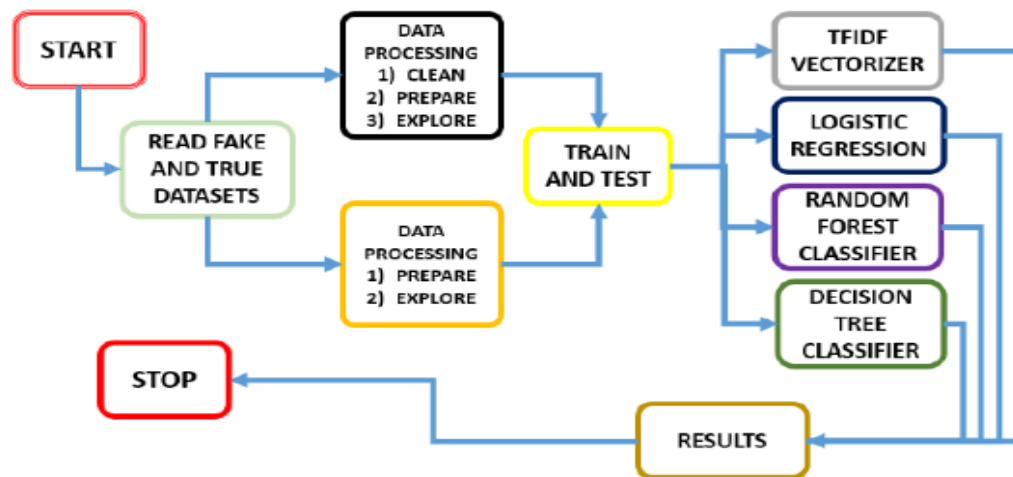 START
READ FAKE
AND TRUE
DATASETS
DATA
PROCESSING
1) CLEAN
2) PREPARE
3) EXPLORE
DATA
PROCESSING
1) PREPARE
2) EXPLORE
TRAIN
AND TEST
TFIDF
VECTORIZER
LOGISTIC
REGRESSION
RANDOM
FOREST
CLASSIFIER
DECISION
TREE
CLASSIFIER
RESULTS
STOP